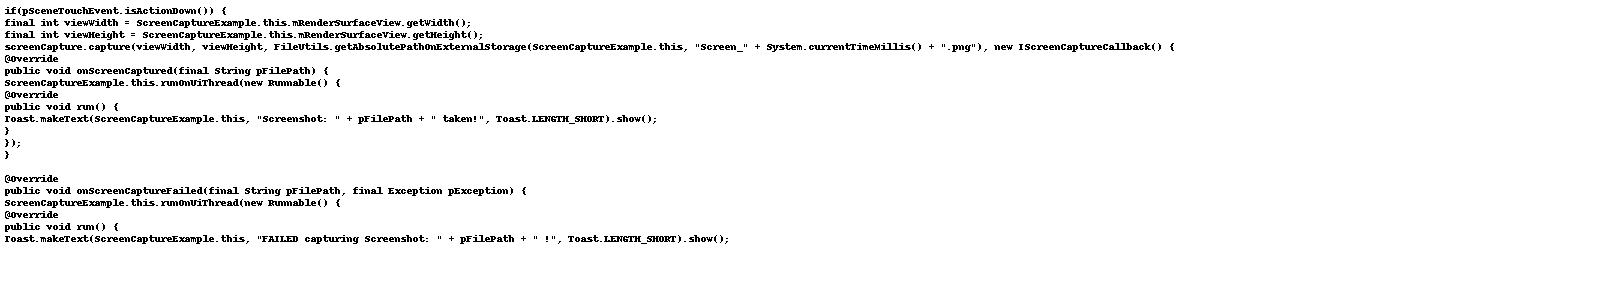 if(pSceneTouchEvent.isActionDown()) {
final int viewWidth = ScreenCaptureExample.this.mRenderSurfaceView.getWidth();
final int viewHeight = ScreenCaptureExample.this.mRenderSurfaceView.getHeight();
screenCapture.capture(viewWidth, viewHeight, FileUtils.getAbsolutePathOnExternalStorage(ScreenCaptureExample.this, "Screen_" + System.currentTimeMillis() + ".png"), new IScreenCaptureCallback() {
@Override
public void onScreenCaptured(final String pFilePath) {
ScreenCaptureExample.this.runOnUiThread(new Runnable() {
@Override
public void run() {
Toast.makeText(ScreenCaptureExample.this, "Screenshot: " + pFilePath + " taken!", Toast.LENGTH_SHORT).show();
}
});
}
@Override
public void onScreenCaptureFailed(final String pFilePath, final Exception pException) {
ScreenCaptureExample.this.runOnUiThread(new Runnable() {
@Override
public void run() {
Toast.makeText(ScreenCaptureExample.this, "FAILED capturing Screenshot: " + pFilePath + " !", Toast.LENGTH_SHORT).show();